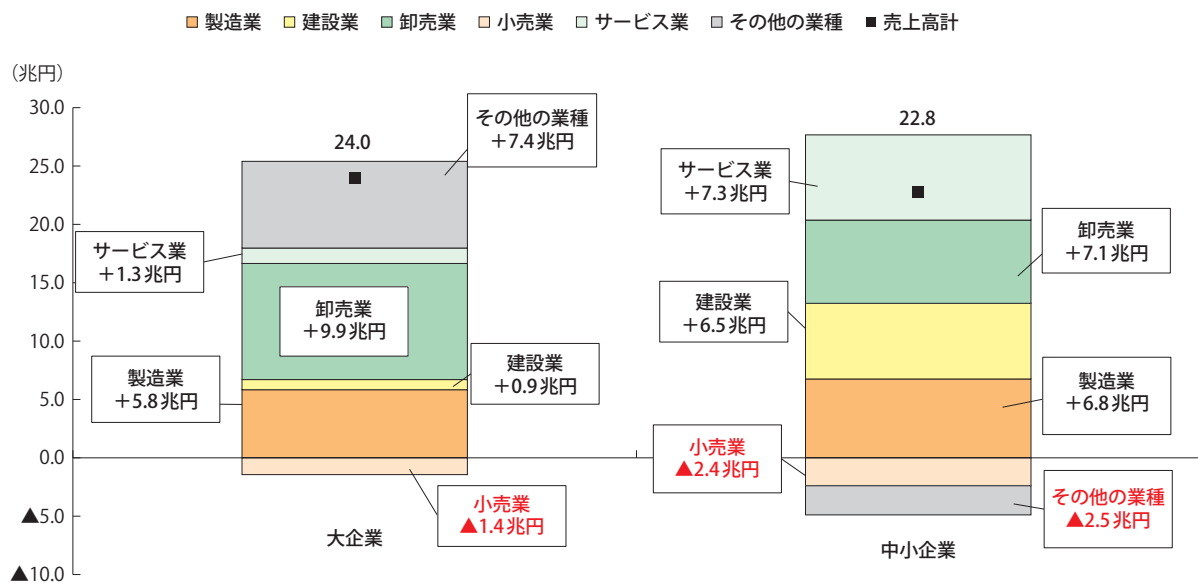 製造業 建設業 卸売業 小売業 サービス業 その他の業種 ■売上高計
(兆円)
30.0
25.0
20.0
15.0
10.0
5.0
0.0
▲5.0
▲10.0
24.0
その他の業種
+7.4兆円
サービス業
+1.3兆円
卸売業
+9.9兆円
建設業
+0.9兆円
製造業
+5.8兆円
小売業
▲1.4兆円
大企業
22.8
サービス業
+7.3兆円
卸売業
+7.1兆円
建設業
+6.5兆円
製造業
+6.8兆円
小売業
▲2.4兆円
その他の業種
▲2.5兆円
中小企業